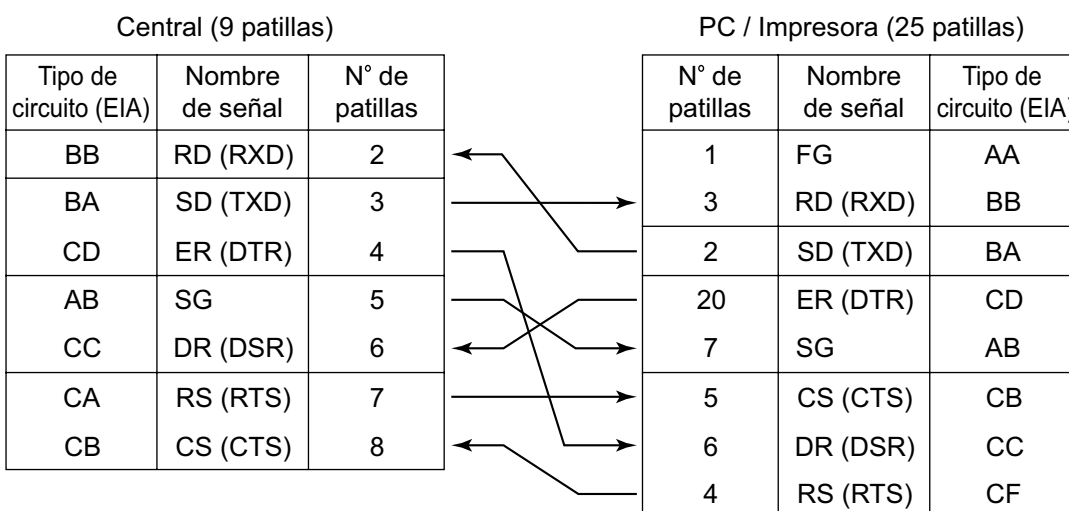 Central (9 patillas)
Tipo de circuito (EIA) Nombre de señal N° de patillas
BB RD (RXD) 2
BA SD (TXD) 3
CD ER (DTR) 4
AB SG 5
CC DR (DSR) 6
CA RS (RTS) 7
CB CS (CTS) 8
PC / Impresora (25 patillas)
N° de patillas Nombre de señal Tipo de circuito (EIA)
1 FG AA
3 RD (RXD) BB
2 SD (TXD) BA
20 ER (DTR) CD
7 SG AB
5 CS (CTS) CB
6 DR (DSR) CC
4 RS (RTS) CF